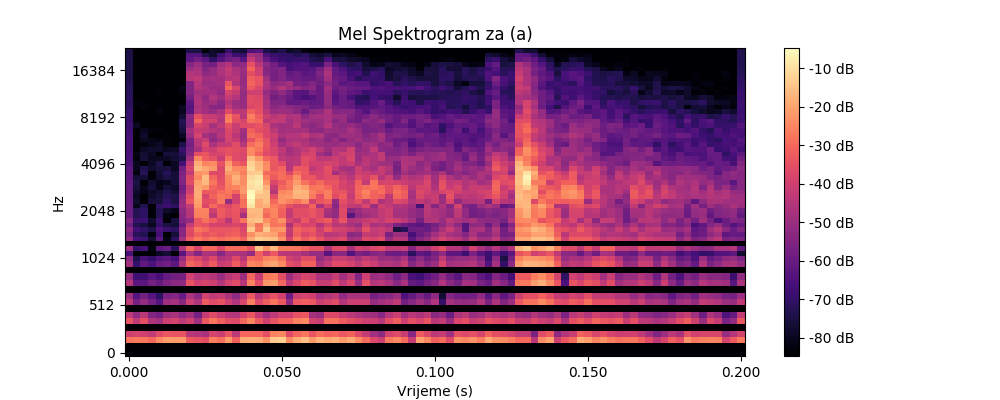 Mel Spektrogram za (a)
Hz
16384
8192
4096
2048
1024
512
0
0.000 0.050 0.100 0.150 0.200
Vrijeme (s)
-10 dB
-20 dB
-30 dB
-40 dB
-50 dB
-60 dB
-70 dB
-80 dB